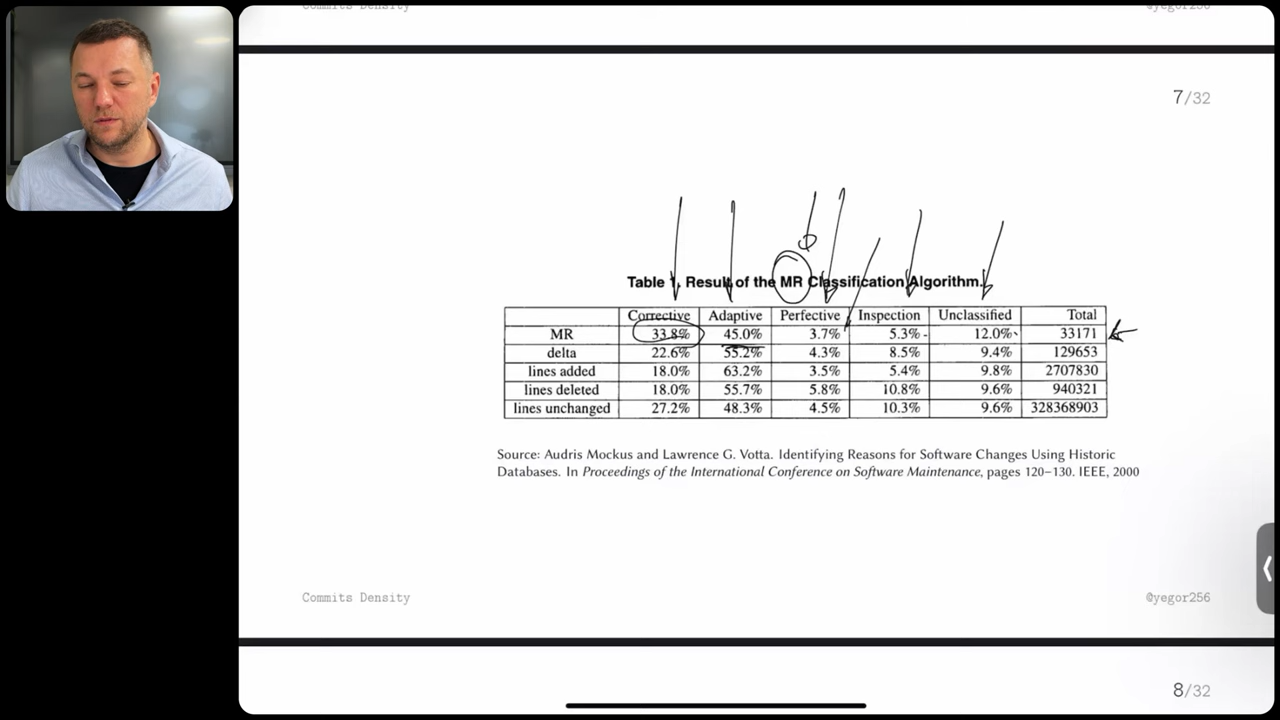 Commits Density @yegor256
7/32
Table 1. Result of the MR Classification Algorithm.
Corrective Adaptive Perfective Inspection Unclassified Total
MR 33.8% 45.0% 3.7% 5.3% 12.0% 33171
delta 22.6% 55.2% 4.3% 8.5% 9.4% 129653
lines added 18.0% 63.2% 3.5% 5.4% 9.8% 2707830
lines deleted 18.0% 55.7% 5.8% 10.8% 9.6% 940321
lines unchanged 27.2% 48.3% 4.5% 10.3% 9.6% 328368903
Source: Audris Mockus and Lawrence G. Votta. Identifying Reasons for Software Changes Using Historic
Databases. In Proceedings of the International Conference on Software Maintenance, pages 120–130. IEEE, 2000
Commits Density @yegor256
8/32